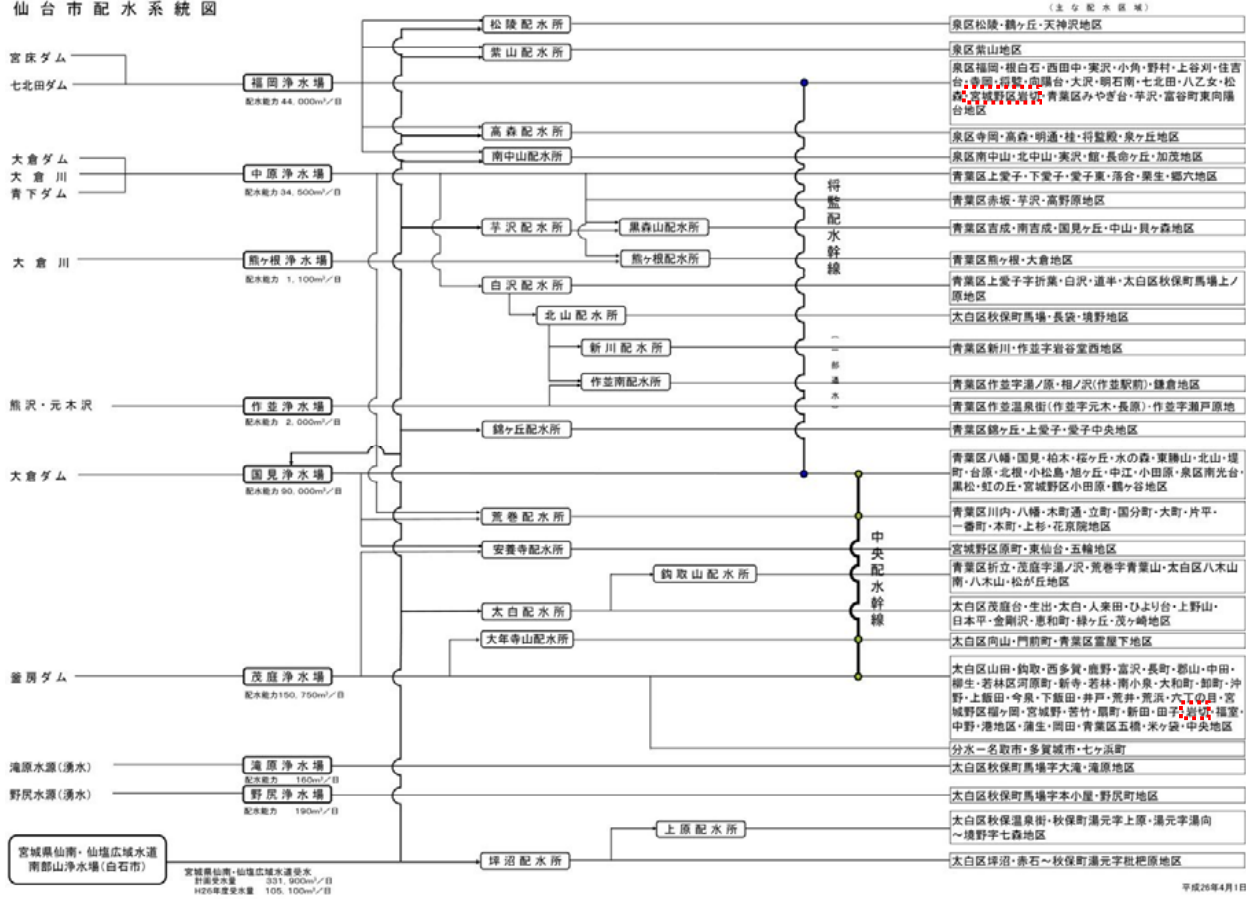 仙台市配水系統図
(主な配水区域)
松陵配水所
泉区松陵・鶴ヶ丘・天神沢地区
宮床ダム
紫山配水所
泉区紫山地区
七北田ダム
福岡浄水場
配水能力 44,000m³/日
泉区福岡・根白石・西田中・実沢・小角・野村・上谷刈・住吉
台・寺岡・将監・向陽台・大沢・明石南・七北田・八乙女・松
森・宮城野区岩切・青葉区みやぎ台・芋沢・富谷町東向陽
台地区
高森配水所
泉区寺岡・高森・明通・桂・将監殿・泉ヶ丘地区
大倉ダム
大倉川
青下ダム
南中山配水所
泉区南中山・北中山・実沢・館・長命ヶ丘・加茂地区
中原浄水場
配水能力 34,500m³/日
青葉区上愛子・下愛子・愛子東・落合・栗生・郷六地区
将監配水幹線
青葉区赤坂・芋沢・高野原地区
芋沢配水所
黒森山配水所
青葉区吉成・南吉成・国見ヶ丘・中山・貝ヶ森地区
大倉川
熊ヶ根浄水場
配水能力 1,100m³/日
熊ヶ根配水所
青葉区熊ヶ根・大倉地区
白沢配水所
青葉区上愛子字折葉・白沢・道半・太白区秋保町馬場上ノ
原地区
北山配水所
太白区秋保町馬場・長袋・境野地区
(一部通水)
新川配水所
青葉区新川・作並字岩谷堂西地区
作並南配水所
青葉区作並字湯ノ原・相ノ沢(作並駅前)・鎌倉地区
熊沢・元木沢
作並浄水場
配水能力 2,000m³/日
青葉区作並温泉街(作並字元木・長原)・作並字瀬戸原地
錦ヶ丘配水所
青葉区錦ヶ丘・上愛子・愛子中央地区
大倉ダム
国見浄水場
配水能力 90,000m³/日
青葉区八幡・国見・柏木・桜ヶ丘・水の森・東勝山・北山・堤
町・台原・北根・小松島・旭ヶ丘・中江・小田原・泉区南光台・
黒松・虹の丘・宮城野区小田原・鶴ヶ谷地区
荒巻配水所
青葉区川内・八幡・木町通・立町・国分町・大町・片平・
一番町・本町・上杉・花京院地区
中央配水幹線
安養寺配水所
宮城野区原町・東仙台・五輪地区
鈎取山配水所
青葉区折立・茂庭字湯ノ沢・荒巻字青葉山・太白区八木山
南・八木山・松が丘地区
太白配水所
太白区茂庭台・生出・太白・人来田・ひより台・上野山・
日本平・金剛沢・恵和町・緑ヶ丘・茂ヶ崎地区
大年寺山配水所
太白区向山・門前町・青葉区霊屋下地区
釜房ダム
茂庭浄水場
配水能力150,750m³/日
太白区山田・鈎取・西多賀・鹿野・富沢・長町・郡山・中田・
柳生・若林区河原町・新寺・若林・南小泉・大和町・卸町・沖
野・上飯田・今泉・下飯田・井戸・荒井・荒浜・六丁の目・宮
城野区榴ヶ岡・宮城野・苦竹・扇町・新田・田子・岩切・福室・
中野・港地区・蒲生・岡田・青葉区五橋・米ヶ袋・中央地区
分水ー名取市・多賀城市・七ヶ浜町
滝原水源(湧水)
滝原浄水場
配水能力 160m³/日
太白区秋保町馬場字大滝・滝原地区
野尻水源(湧水)
野尻浄水場
配水能力 190m³/日
太白区秋保町馬場字本小屋・野尻町地区
上原配水所
太白区秋保温泉街・秋保町湯元字上原・湯元字湯向
～境野字七森地区
宮城県仙南・仙塩広域水道
南部山浄水場(白石市)
坪沼配水所
太白区坪沼・赤石～秋保町湯元字枇杷原地区
宮城県仙南・仙塩広域水道受水
計画受水量 331,900m³/日
H26年度受水量 105,100m³/日
平成26年4月1日